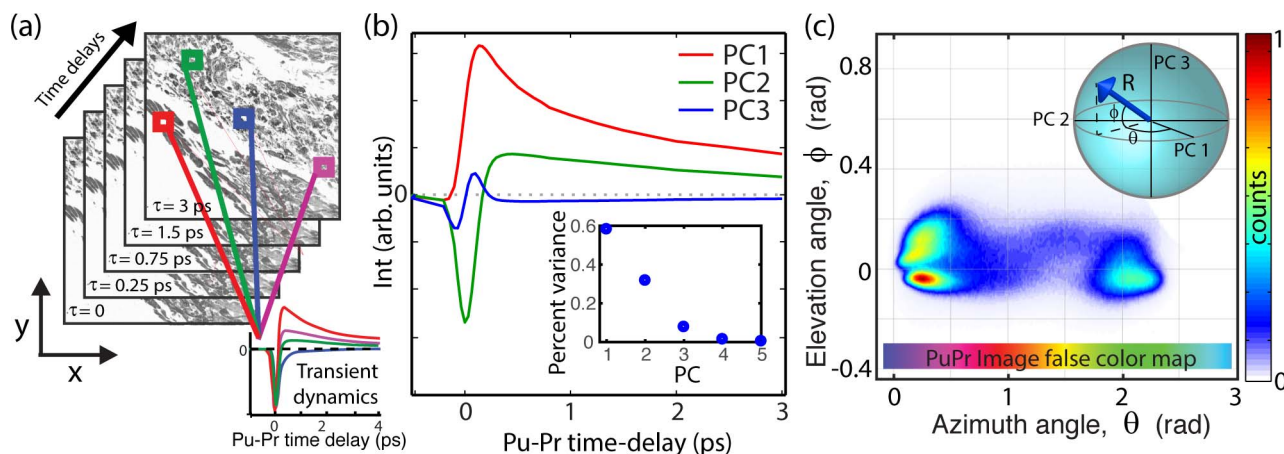 (a)
Time delays
τ = 3 ps
τ = 1.5 ps
τ = 0.75 ps
τ = 0.25 ps
τ = 0
y
x
0
Transient
dynamics
0 2 4
Pu-Pr time delay (ps)
(b)
PC1
PC2
PC3
Int (arb. units)
0
0.6
0.4
0.2
0
Percent variance
1 2 3 4 5
PC
0 1 2 3
Pu-Pr time-delay (ps)
(c)
Elevation angle, ϕ (rad)
0.8
0.4
0
-0.4
PC 3
R
PC 2
ϕ
θ
PC 1
PuPr Image false color map
0 1 2 3
Azimuth angle, θ (rad)
1
counts
0